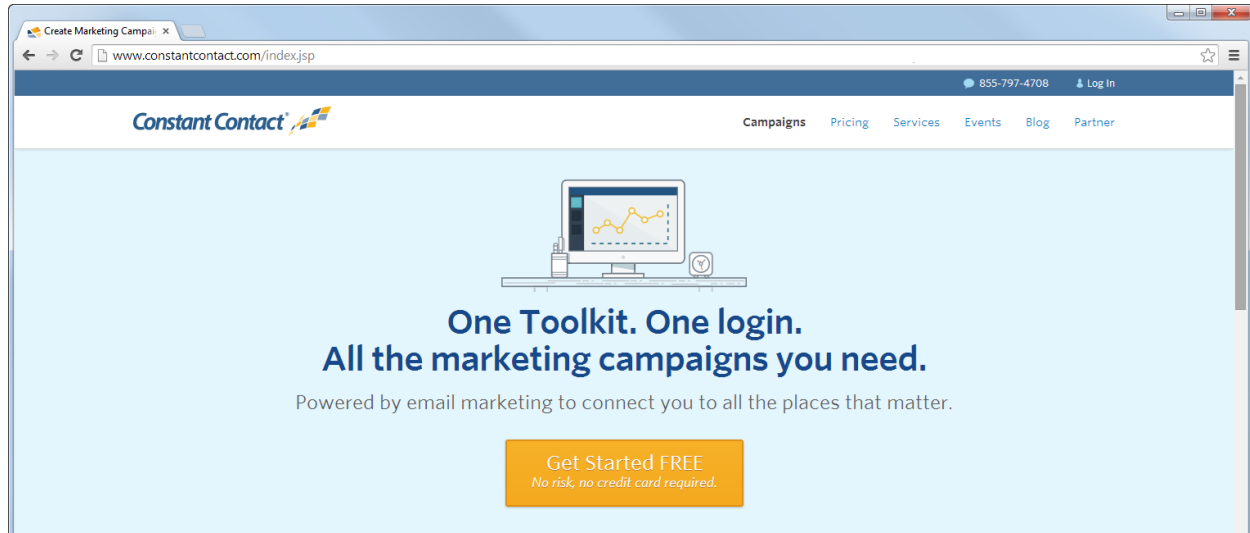 Create Marketing Campai
www.constantcontact.com/index.jsp
855-797-4708 Log In
Constant Contact®
Campaigns Pricing Services Events Blog Partner
One Toolkit. One login.
All the marketing campaigns you need.
Powered by email marketing to connect you to all the places that matter.
Get Started FREE
No risk, no credit card required.